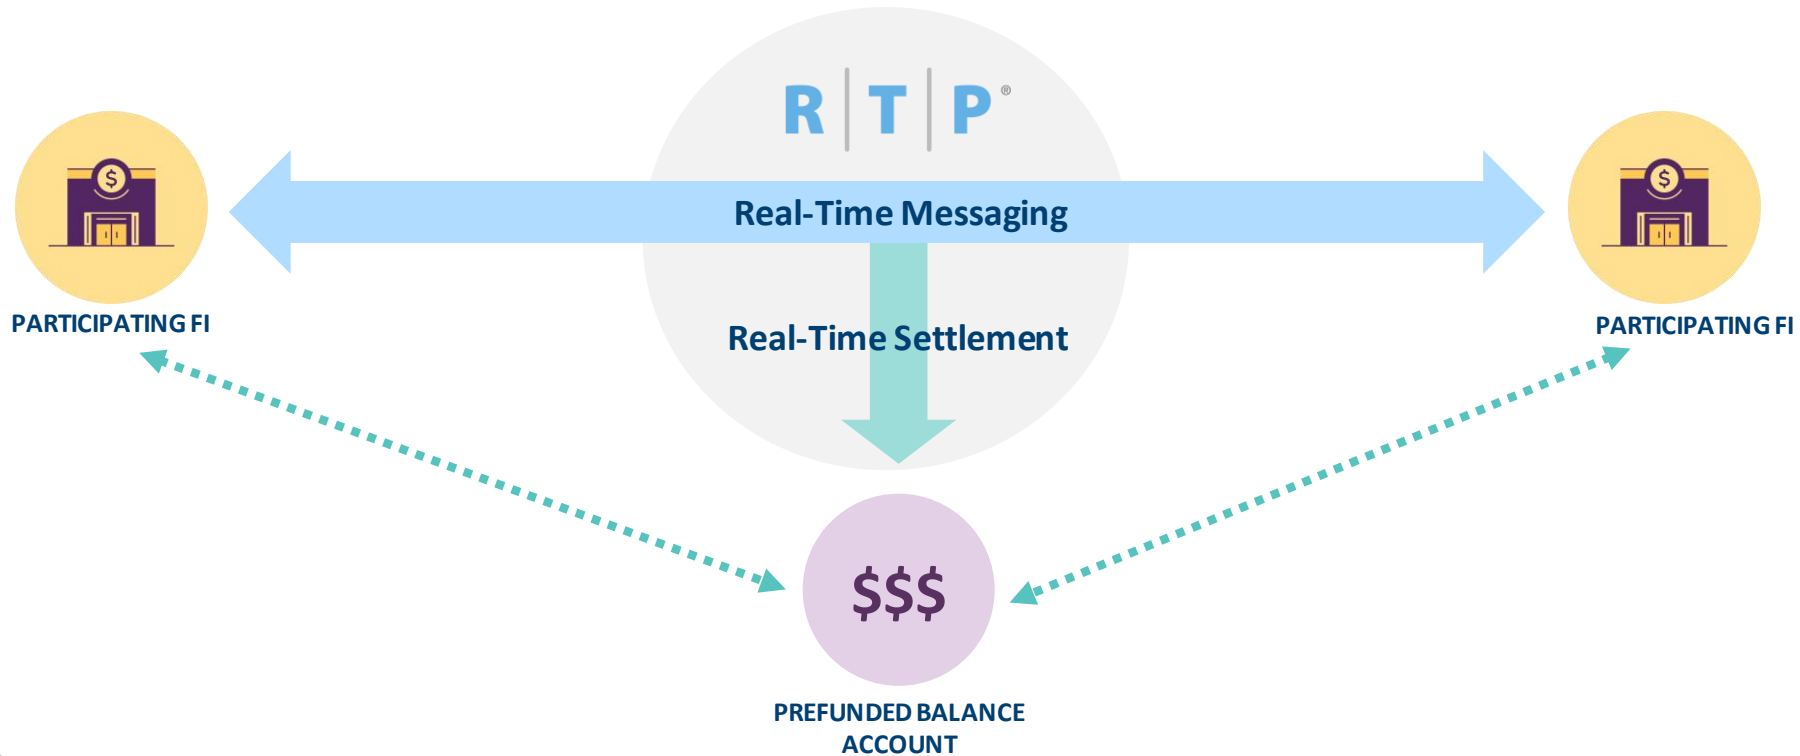 R|T|P®
Real-Time Messaging
PARTICIPATING FI
PARTICIPATING FI
Real-Time Settlement
$
$
$$$
PREFUNDED BALANCE
ACCOUNT